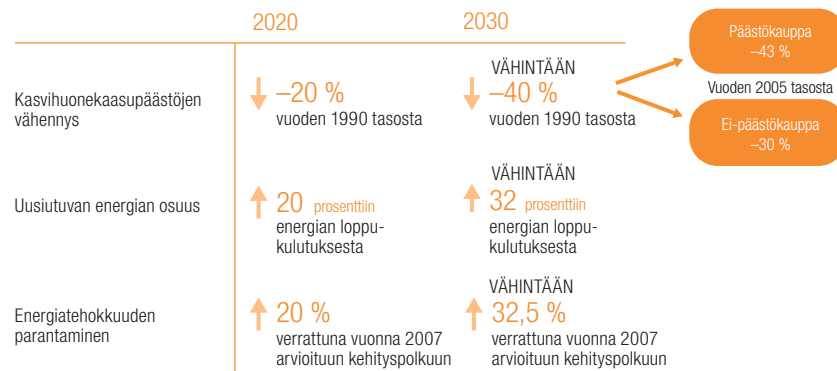 2020
2030
Kasvihuonekaasupäästöjen
vähennys
–20 %
vuoden 1990 tasosta
VÄHINTÄÄN
–40 %
vuoden 1990 tasosta
Päästökauppa
–43 %
Vuoden 2005 tasosta
Ei-päästökauppa
–30 %
Uusiutuvan energian osuus
20 prosenttiin
energian loppu-
kulutuksesta
VÄHINTÄÄN
32 prosenttiin
energian loppu-
kulutuksesta
Energiatehokkuuden
parantaminen
20 %
verrattuna vuonna 2007
arvioituun kehityspolkuun
VÄHINTÄÄN
32,5 %
verrattuna vuonna 2007
arvioituun kehityspolkuun